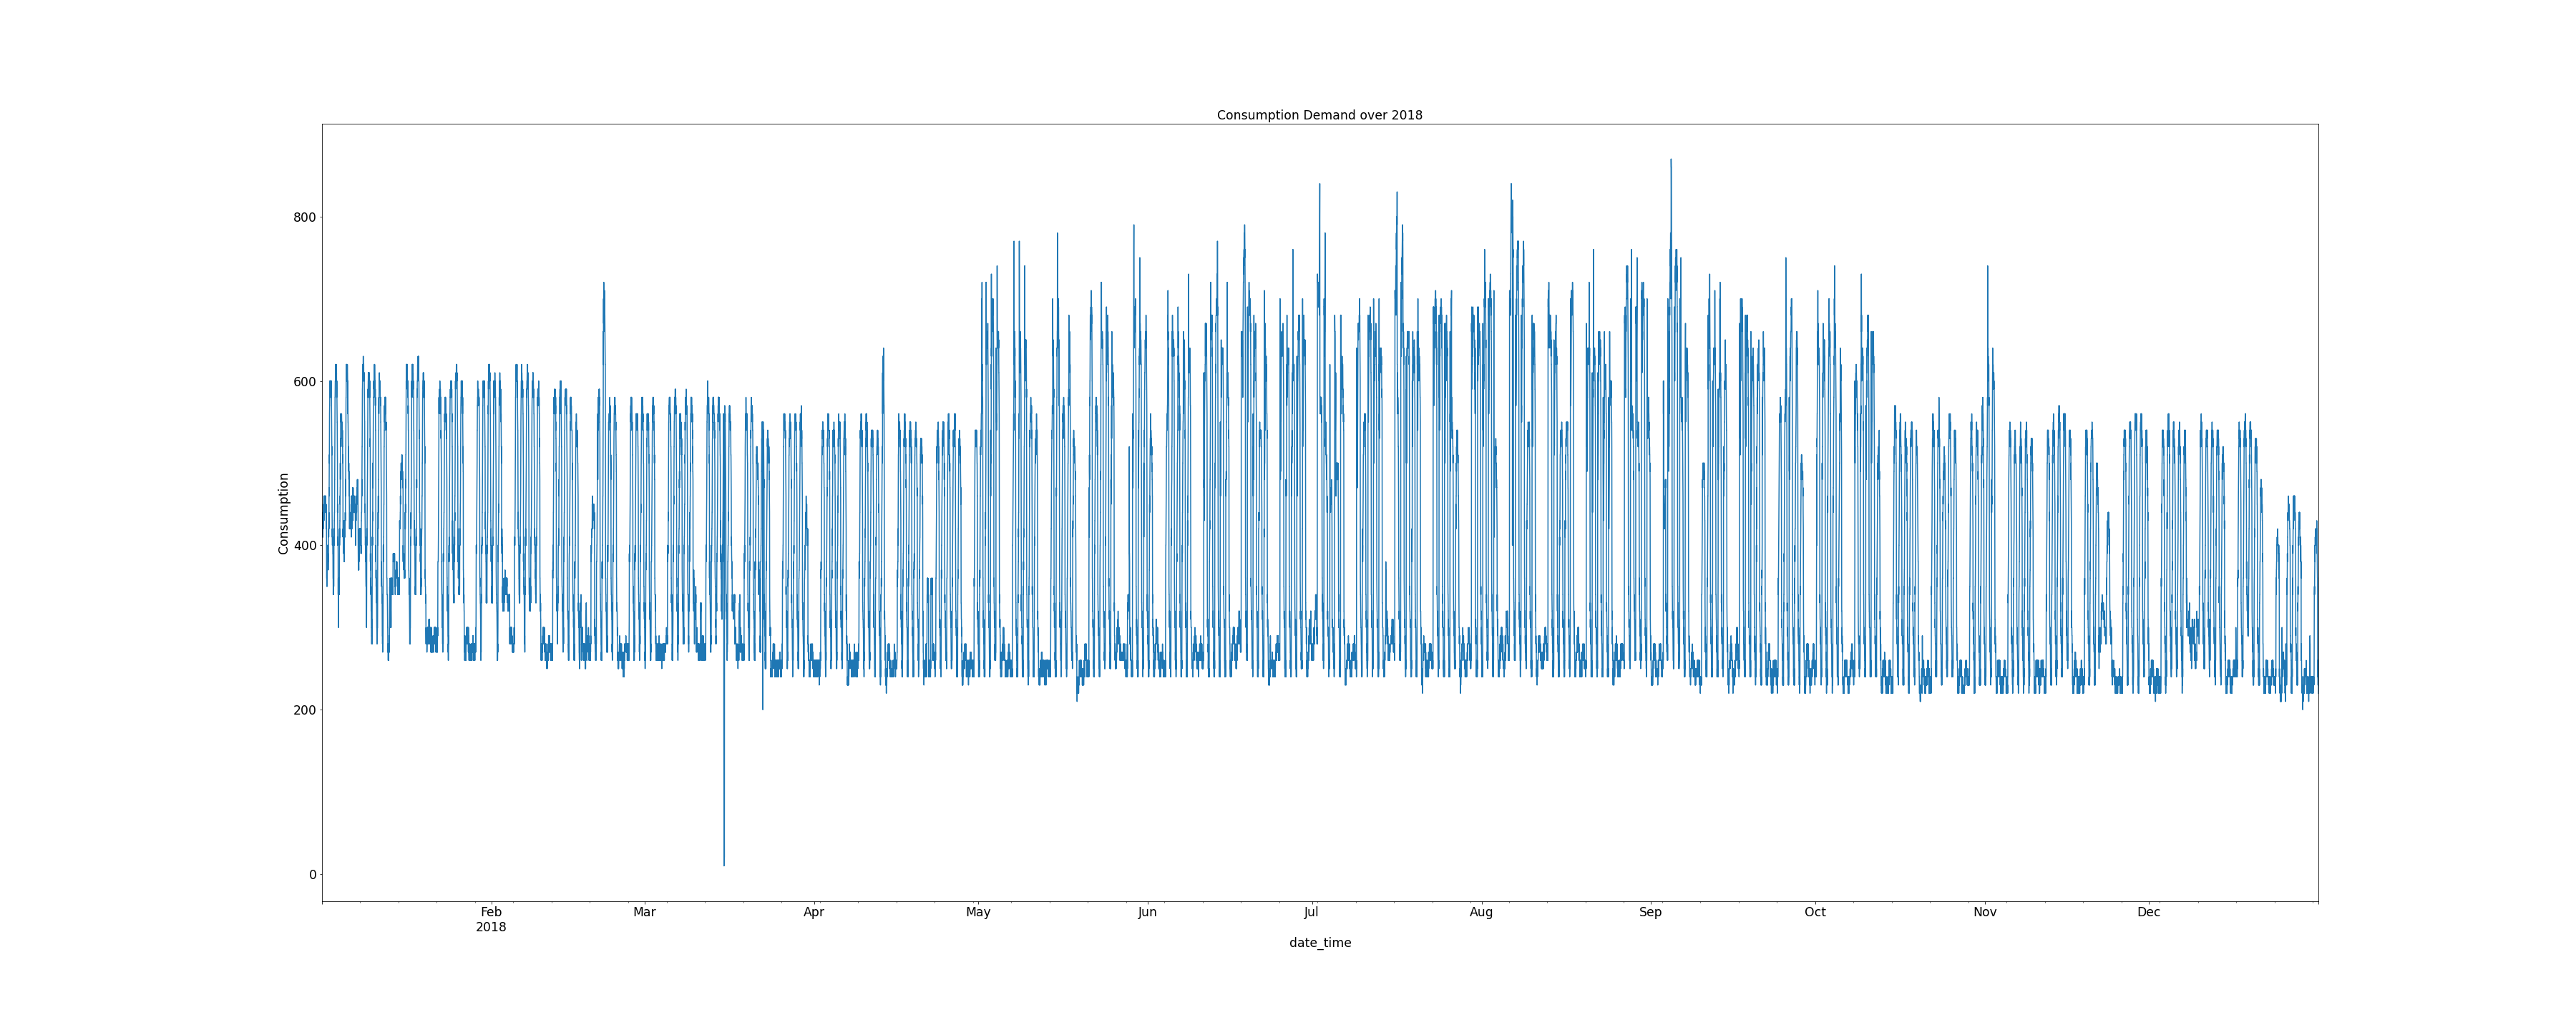 Consumption Demand over 2018
Consumption
800
600
400
200
0
Feb Mar Apr May Jun Jul Aug Sep Oct Nov Dec
2018
date_time